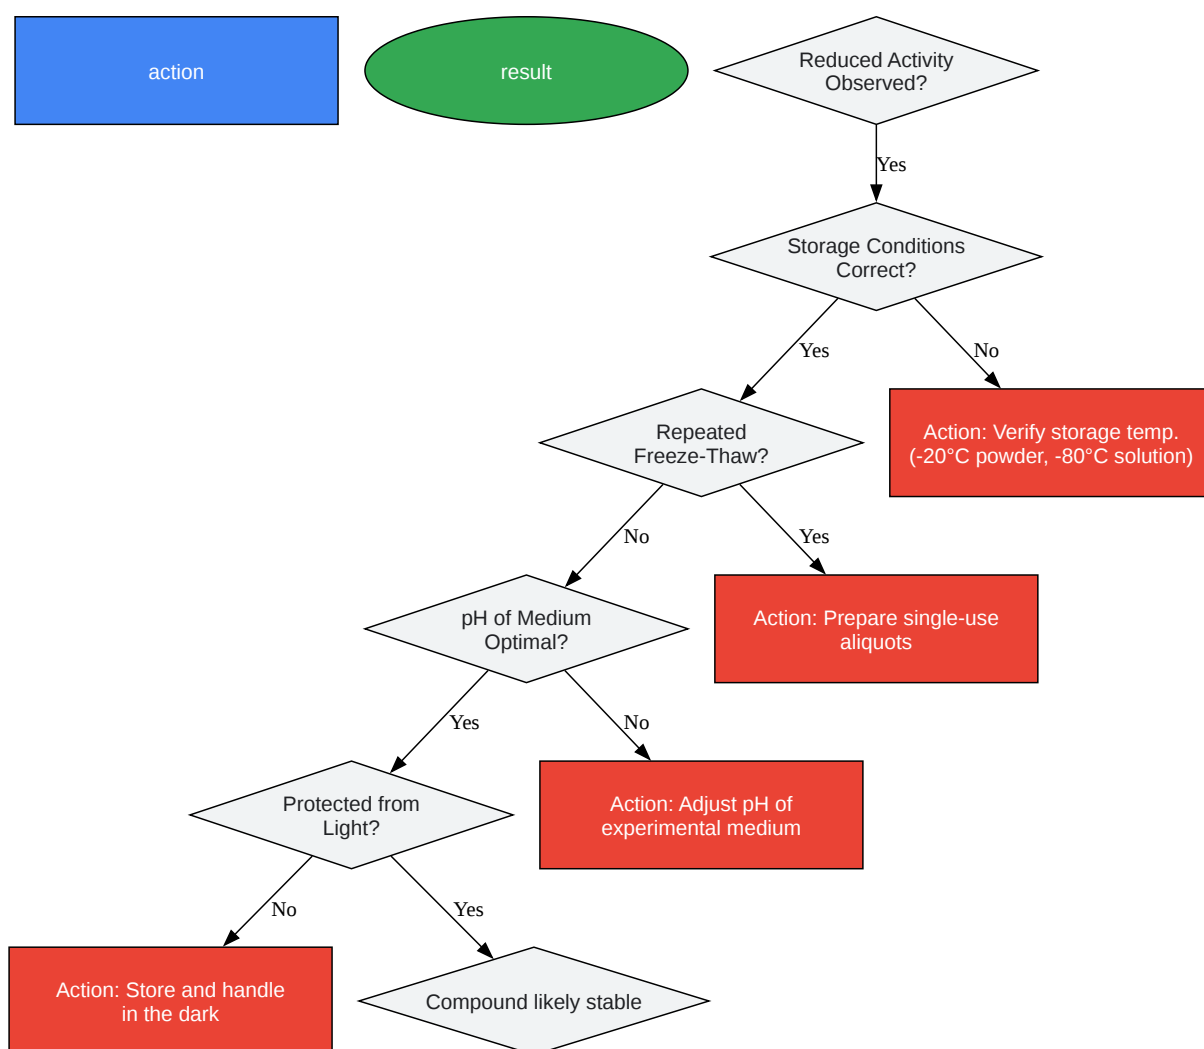 action
result
Reduced Activity
Observed?
Yes
Storage Conditions
Correct?
Yes
No
Repeated
Freeze-Thaw?
Action: Verify storage temp.
(-20°C powder, -80°C solution)
No
Yes
pH of Medium
Optimal?
Action: Prepare single-use
aliquots
Yes
No
Protected from
Light?
Action: Adjust pH of
experimental medium
No
Yes
Action: Store and handle
in the dark
Compound likely stable